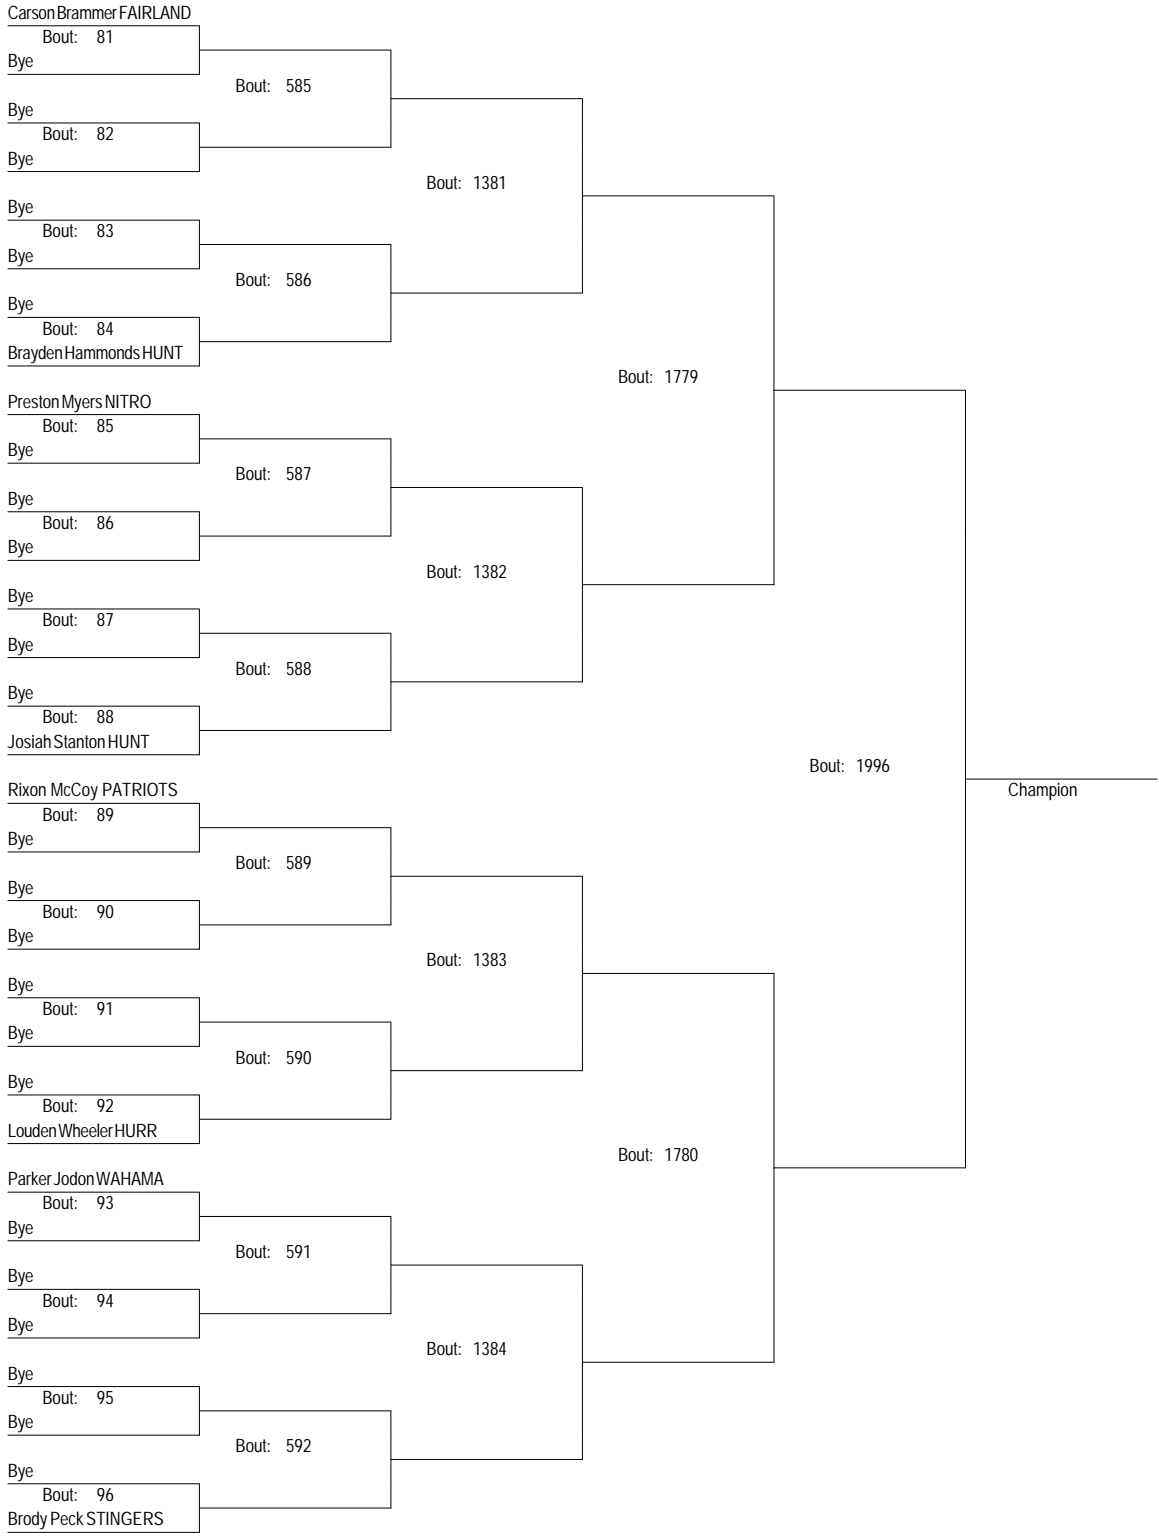 Carson Brammer FAIRLAND
Bout: 81
Bye
Bout: 585
Bye
Bout: 82
Bye
Bout: 1381
Bye
Bout: 83
Bye
Bout: 586
Bye
Bout: 84
Brayden Hammonds HUNT
Bout: 1779
Preston Myers NITRO
Bout: 85
Bye
Bout: 587
Bye
Bout: 86
Bye
Bout: 1382
Bye
Bout: 87
Bye
Bout: 588
Bye
Bout: 88
Josiah Stanton HUNT
Bout: 1996
Champion
Rixon McCoy PATRIOTS
Bout: 89
Bye
Bout: 589
Bye
Bout: 90
Bye
Bout: 1383
Bye
Bout: 91
Bye
Bout: 590
Bye
Bout: 92
Louden Wheeler HURR
Bout: 1780
Parker Jodon WAHAMA
Bout: 93
Bye
Bout: 591
Bye
Bout: 94
Bye
Bout: 1384
Bye
Bout: 95
Bye
Bout: 592
Bye
Bout: 96
Brody Peck STINGERS